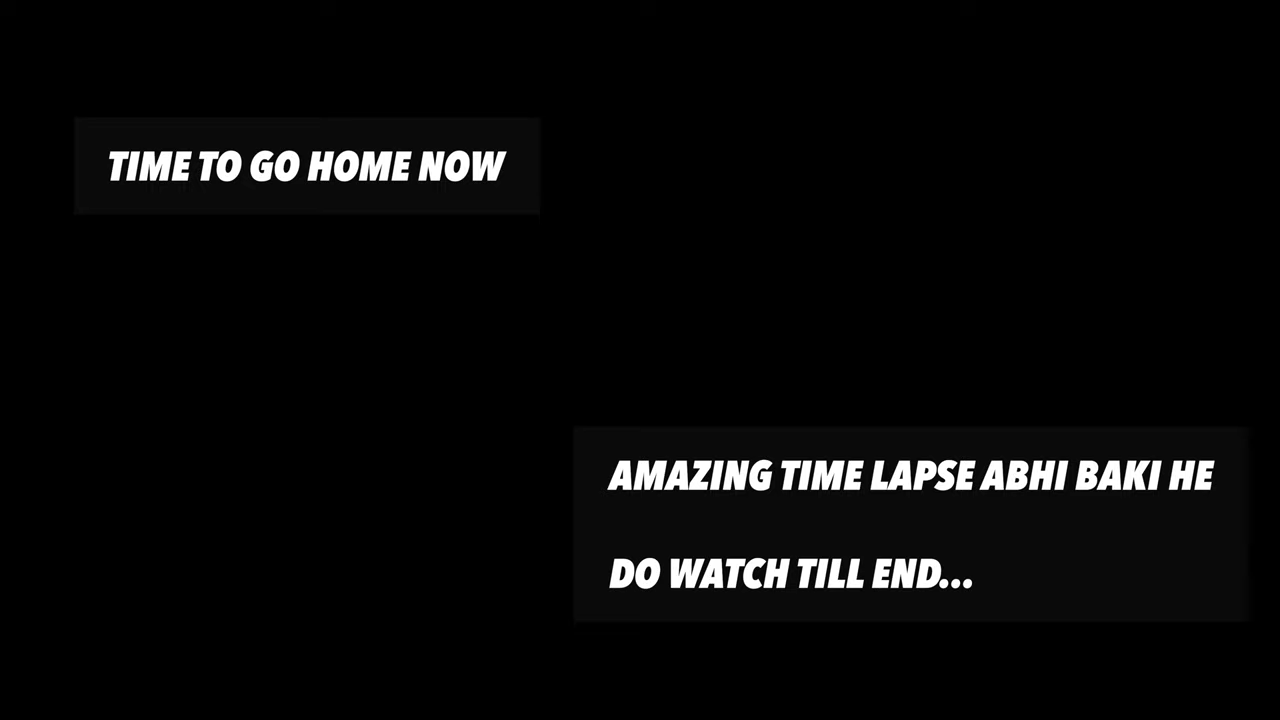 TIME TO GO HOME NOW
AMAZING TIME LAPSE ABHI BAKI HE
DO WATCH TILL END...